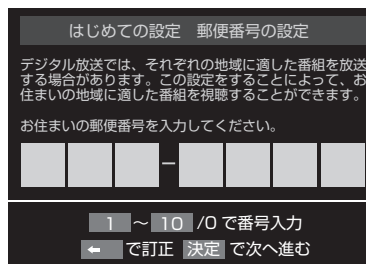 はじめての設定　郵便番号の設定
デジタル放送では、それぞれの地域に適した番組を放送
する場合があります。この設定をすることによって、お
住まいの地域に適した番組を視聴することができます。
お住まいの郵便番号を入力してください。
－
1 ～ 10 /0 で番号入力
← で訂正 決定 で次へ進む